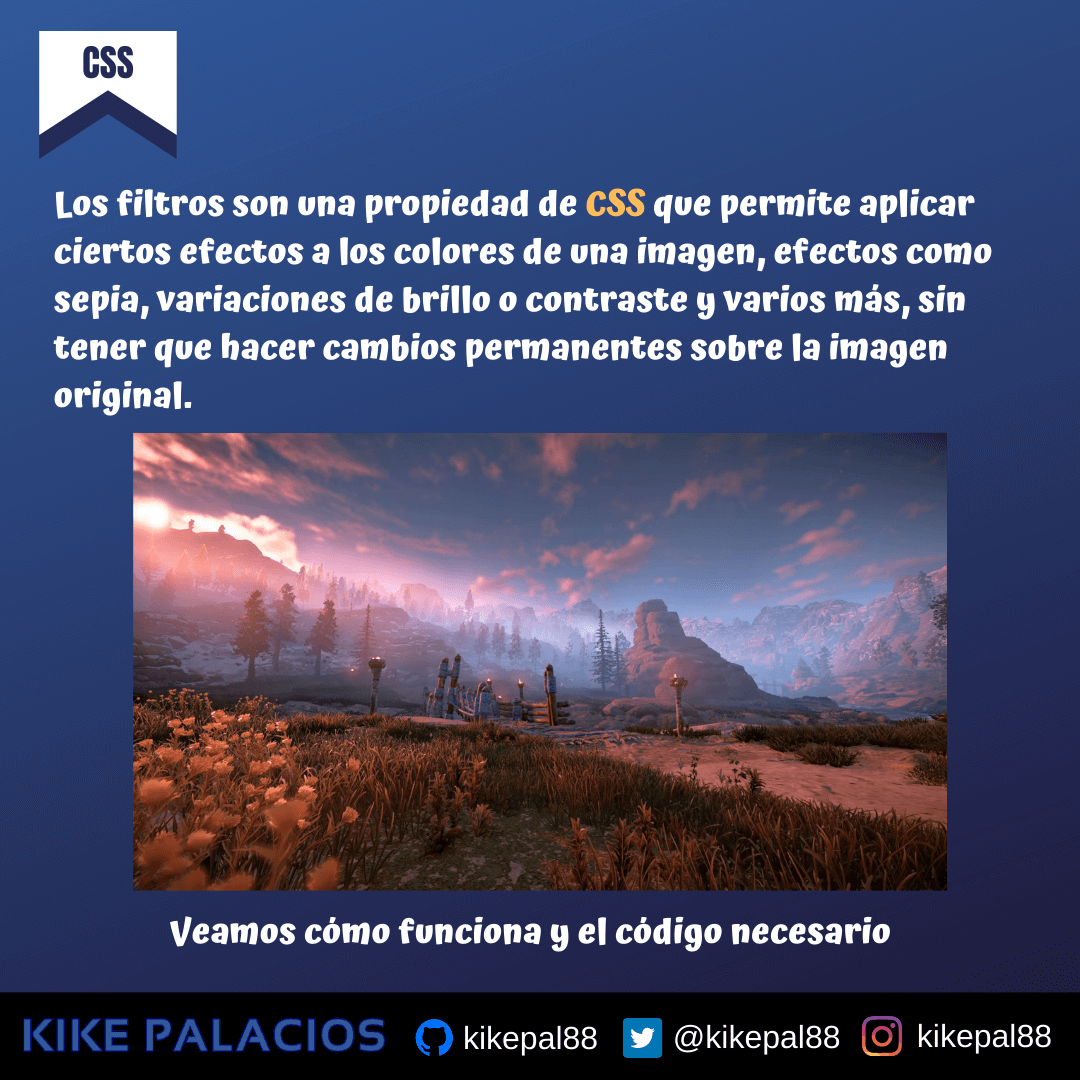 CSS
Los filtros son una propiedad de CSS que permite aplicar
ciertos efectos a los colores de una imagen, efectos como
sepia, variaciones de brillo o contraste y varios más, sin
tener que hacer cambios permanentes sobre la imagen
original.
Veamos cómo funciona y el código necesario
KIKE PALACIOS kikepal88 @kikepal88 kikepal88